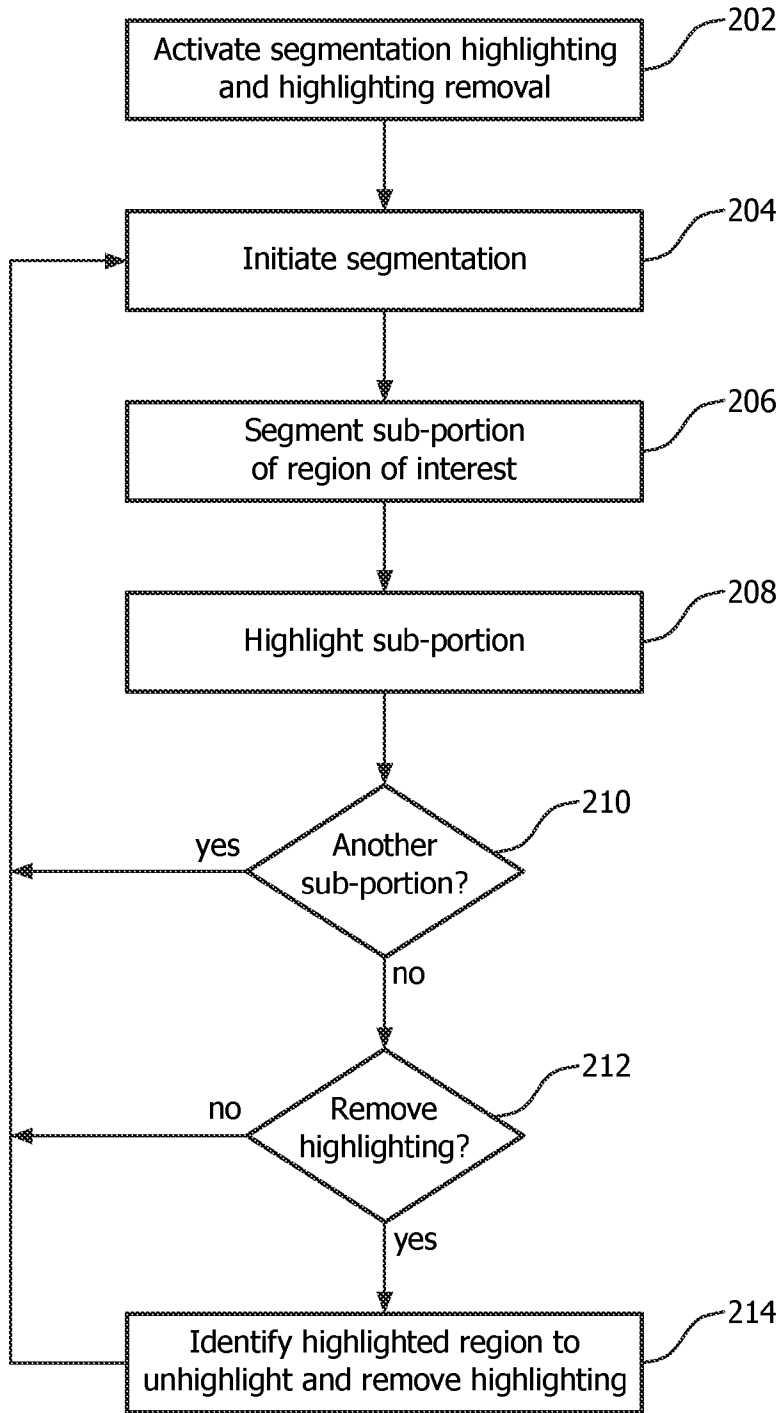 202
Activate segmentation highlighting
and highlighting removal
204
Initiate segmentation
206
Segment sub-portion
of region of interest
208
Highlight sub-portion
210
yes
Another
sub-portion?
no
212
no
Remove
highlighting?
yes
214
Identify highlighted region to
unhighlight and remove highlighting